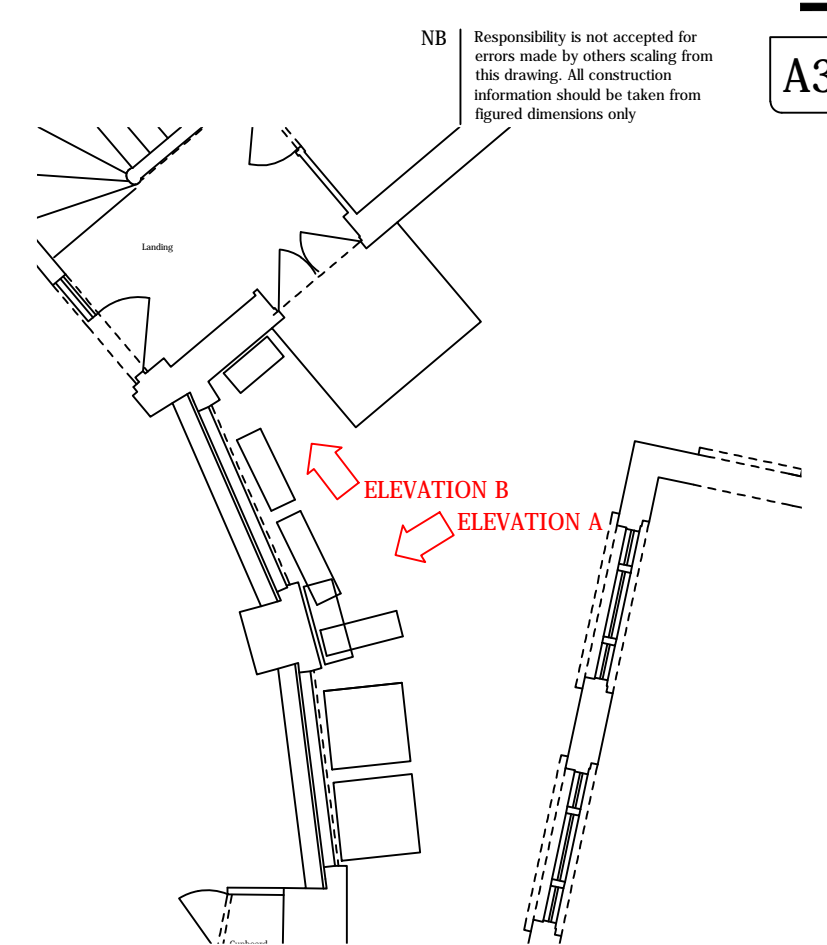 NB
Responsibility is not accepted for
errors made by others scaling from
this drawing. All construction
information should be taken from
figured dimensions only
A3
Landing
ELEVATION B
ELEVATION A
Cupboard